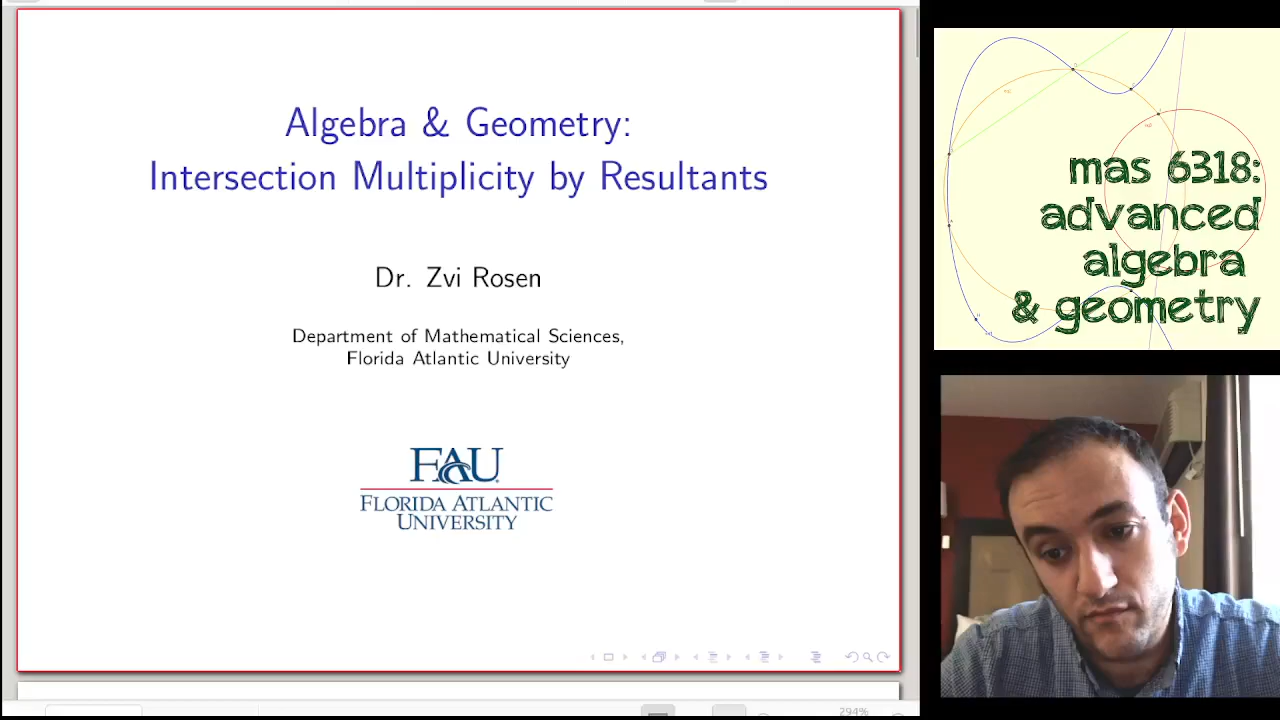 Algebra & Geometry:
Intersection Multiplicity by Resultants
Dr. Zvi Rosen
Department of Mathematical Sciences,
Florida Atlantic University
FAU
FLORIDA ATLANTIC
UNIVERSITY
294%
mas 6318:
advanced
algebra
& geometry